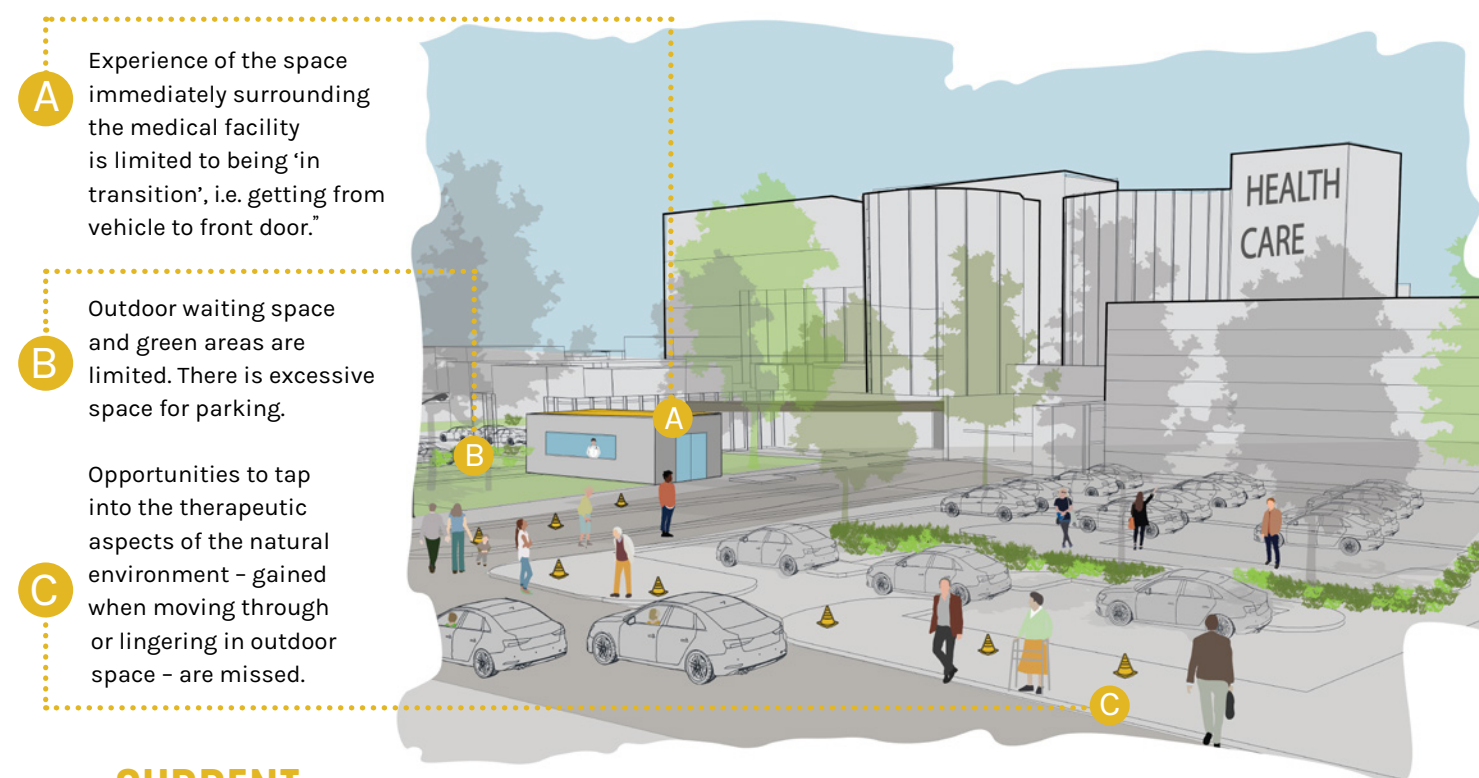 A
Experience of the space
immediately surrounding
the medical facility
is limited to being ‘in
transition’, i.e. getting from
vehicle to front door.”
B
Outdoor waiting space
and green areas are
limited. There is excessive
space for parking.
C
Opportunities to tap
into the therapeutic
aspects of the natural
environment – gained
when moving through
or lingering in outdoor
space – are missed.
HEALTH
CARE
A
B
C
CURRENT